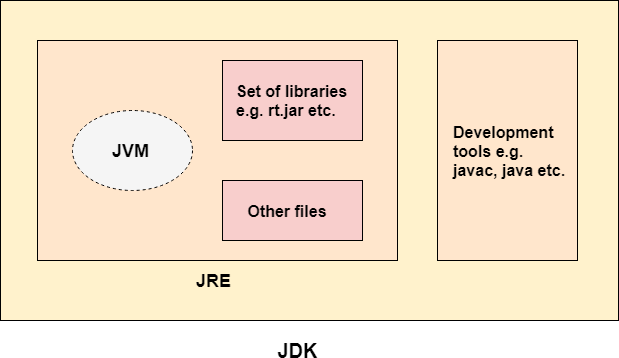 Set of libraries
e.g. rt.jar etc.
JVM
Development
tools e.g.
javac, java etc.
Other files
JRE
JDK